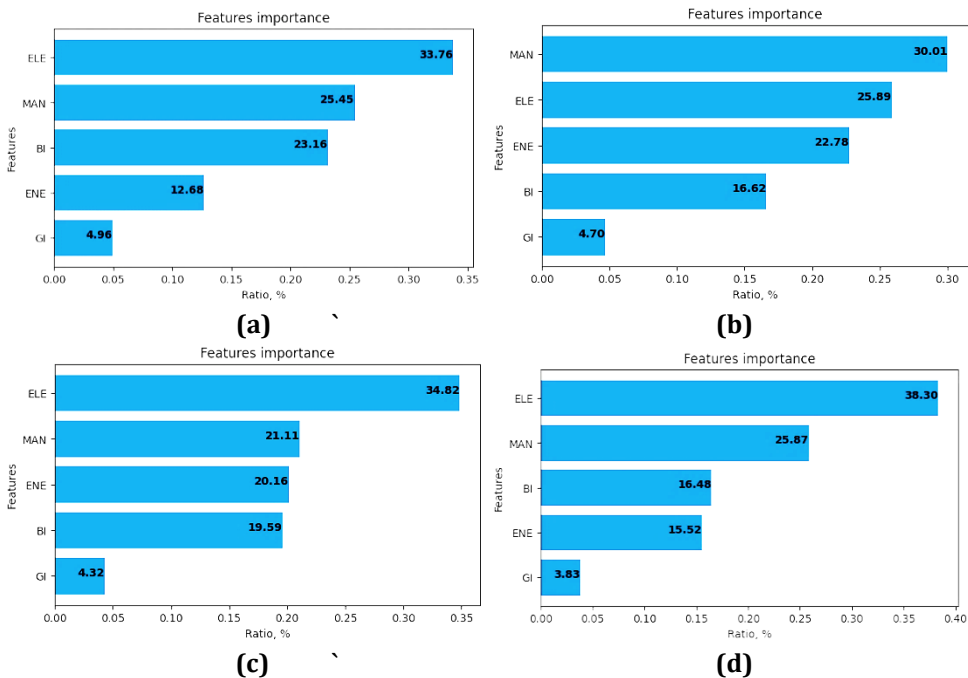 Features importance
ELE 33.76
MAN 25.45
BI 23.16
ENE 12.68
GI 4.96
Features
0.00 0.05 0.10 0.15 0.20 0.25 0.30 0.35
Ratio, %
(a) `
Features importance
MAN 30.01
ELE 25.89
ENE 22.78
BI 16.62
GI 4.70
Features
0.00 0.05 0.10 0.15 0.20 0.25 0.30
Ratio, %
(b)
Features importance
ELE 34.82
MAN 21.11
ENE 20.16
BI 19.59
GI 4.32
Features
0.00 0.05 0.10 0.15 0.20 0.25 0.30 0.35
Ratio, %
(c) `
Features importance
ELE 38.30
MAN 25.87
BI 16.48
ENE 15.52
GI 3.83
Features
0.00 0.05 0.10 0.15 0.20 0.25 0.30 0.35 0.40
Ratio, %
(d)